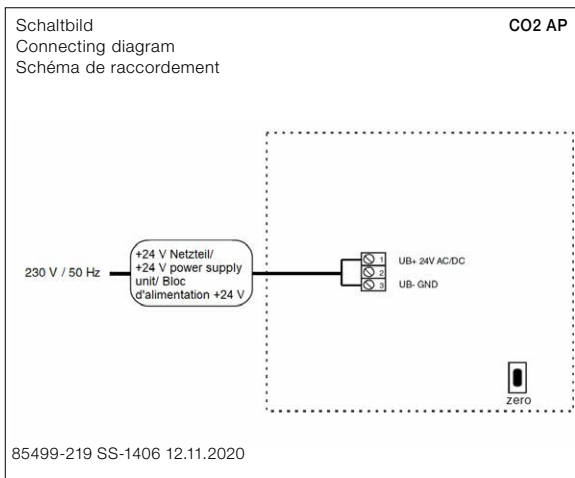 Schaltbild
CO2 AP
Connecting diagram
Schéma de raccordement
+24 V Netzteil/
+24 V power supply
unit/ Bloc
d'alimentation +24 V
230 V / 50 Hz
1 UB+ 24V AC/DC
2
3 UB- GND
zero
85499-219 SS-1406 12.11.2020